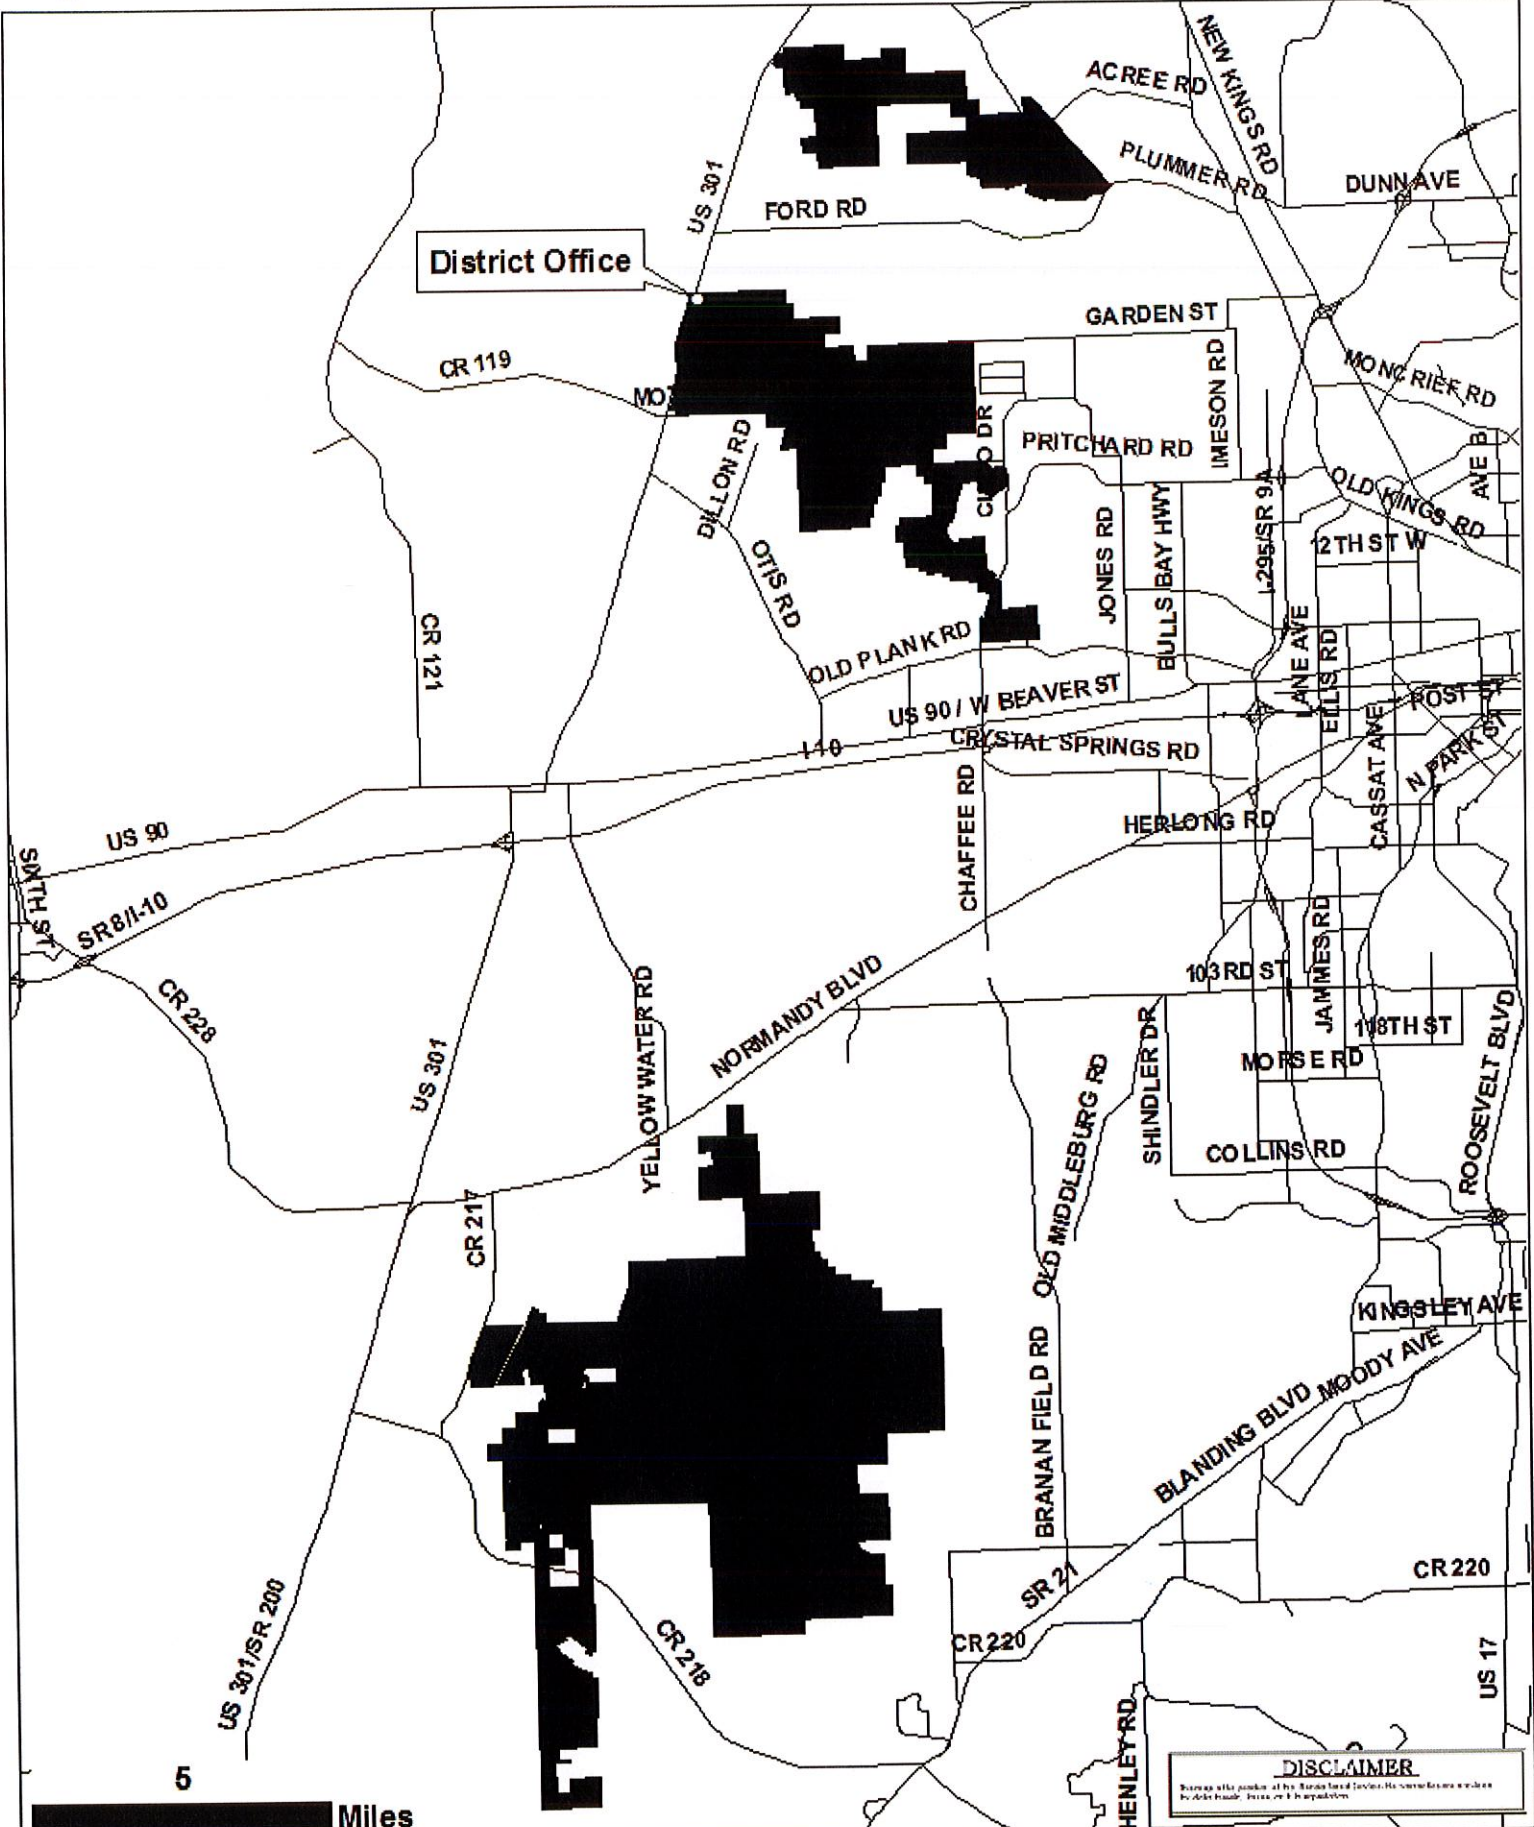 NEW KINGS RD
ACREE RD
PLUMMER RD
DUNN AVE
US 301
FORD RD
District Office
GARDEN ST
CR 119
MO
MONCRIEF RD
IMESON RD
DILLON RD
PRITCHARD RD
AVE B
OLD KINGS RD
I-295/SR 9A
12TH ST W
JONES RD
BULLS BAY HWY
OTIS RD
CR 121
OLD PLANK RD
LANE AVE
ELLIS RD
US 90 / W BEAVER ST
POST ST
I-10
CRYSTAL SPRINGS RD
N PARK ST
CASSAT AVE
CHAFFEE RD
HERLONG RD
US 90
SIXTH ST
SR 8/I-10
CR 228
103RD ST
JAMMES RD
118TH ST
MORSE RD
ROOSEVELT BLVD
NORMANDY BLVD
YELLOW WATER RD
US 301
SHINDLER DR
OLD MIDDLEBURG RD
COLLINS RD
CR 217
KINGSLEY AVE
MOODY AVE
BLANDING BLVD
BRANAN FIELD RD
SR 21
CR 220
CR 220
CR 218
US 301/SR 200
US 17
HENLEY RD
DISCLAIMER
5
Miles